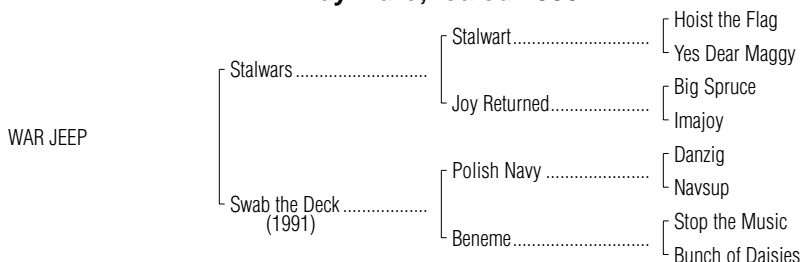 Hoist the Flag
Stalwart
Yes Dear Maggy
Stalwars
Big Spruce
Joy Returned
Imajoy
WAR JEEP
Danzig
Polish Navy
Navsup
Swab the Deck
(1991)
Stop the Music
Beneme
Bunch of Daisies